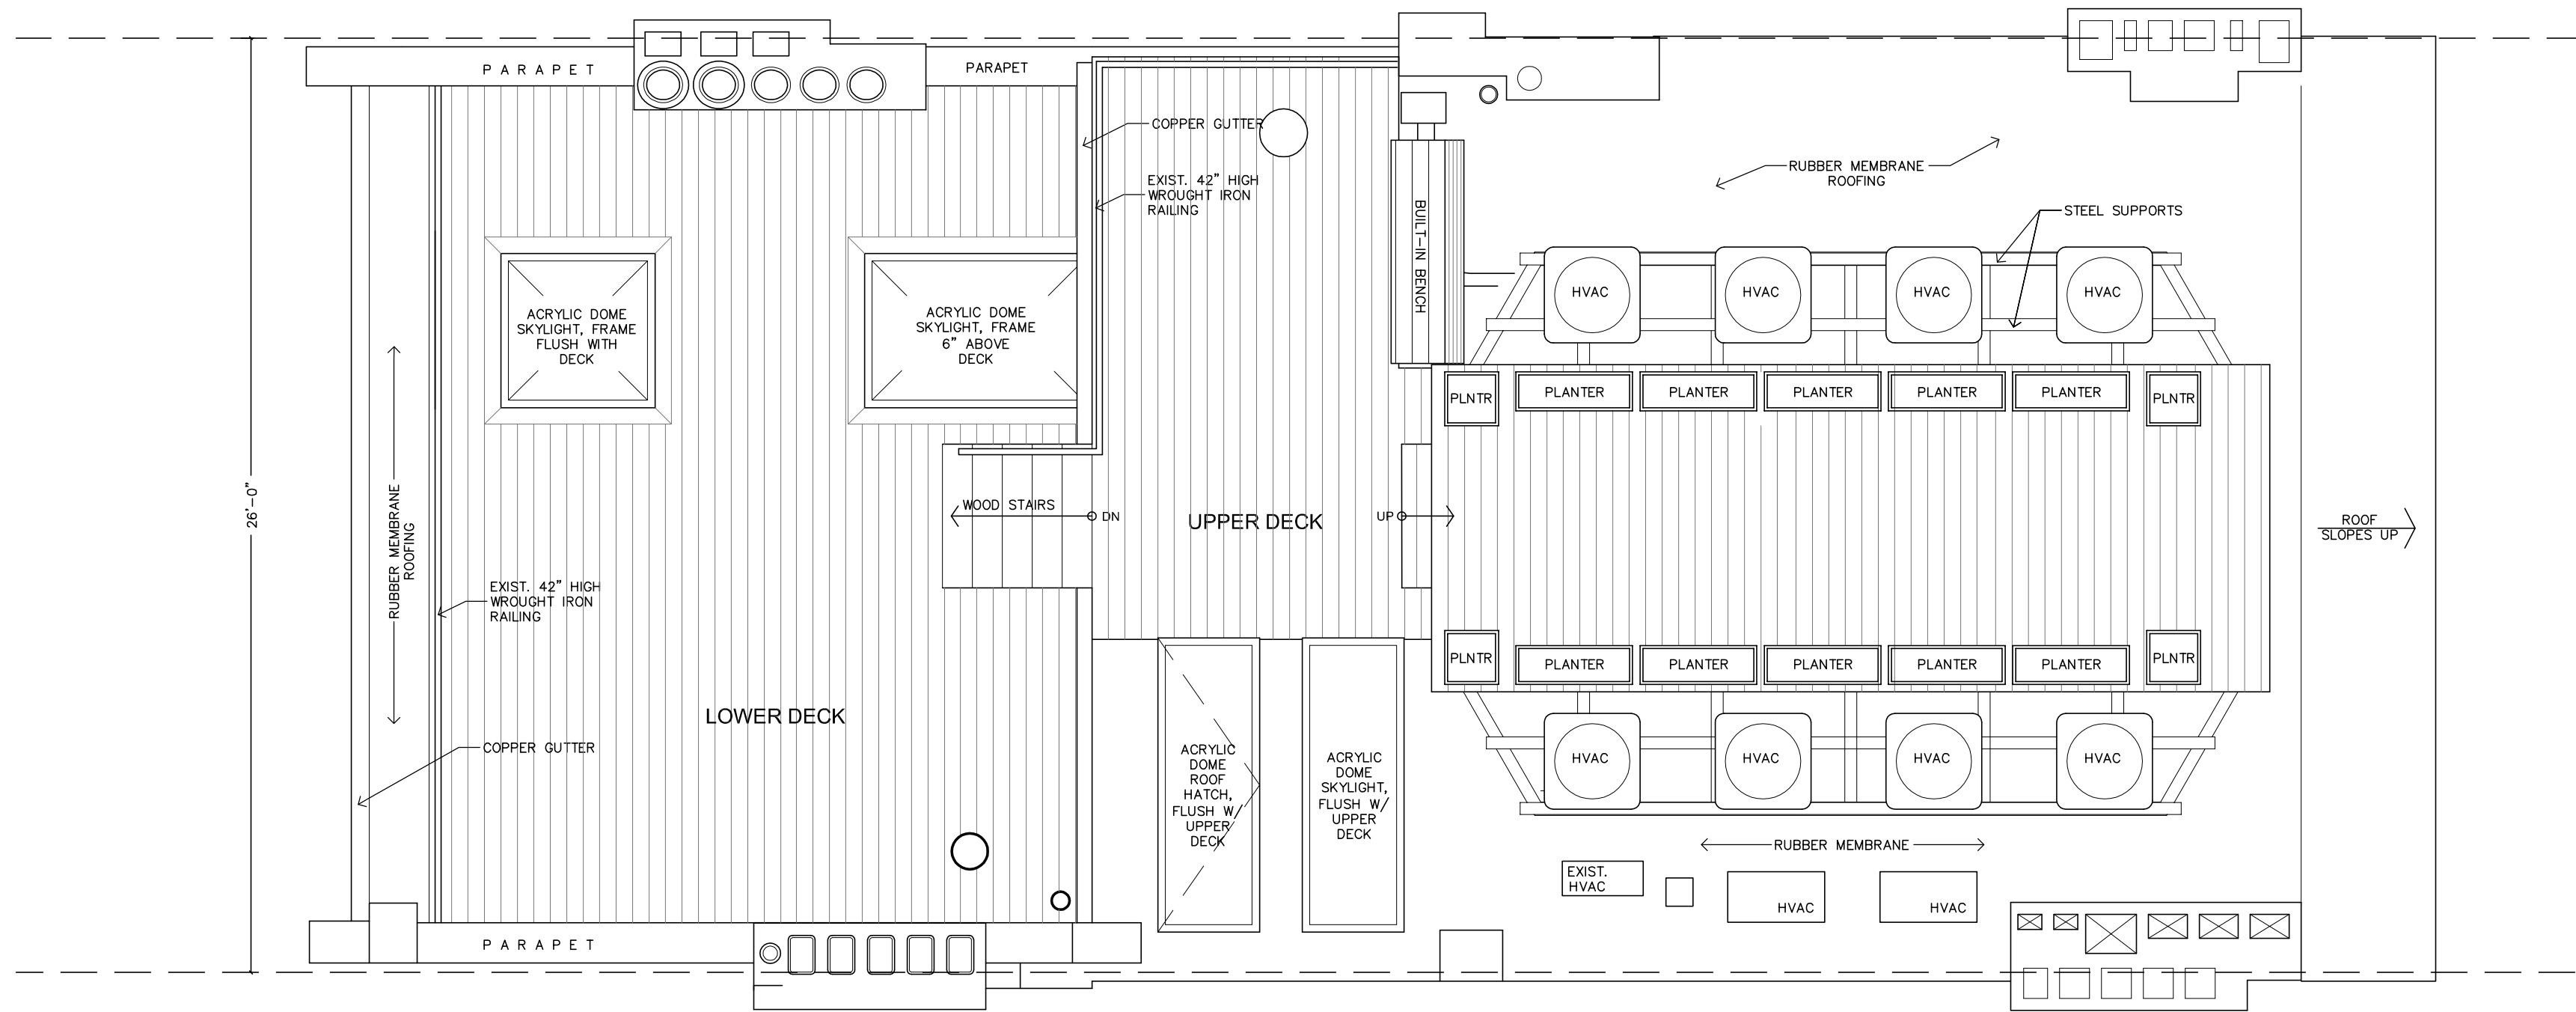 PARAPET
PARAPET
COPPER GUTTER
EXIST. 42" HIGH
WROUGHT IRON
RAILING
BUILT-IN BENCH
RUBBER MEMBRANE
ROOFING
STEEL SUPPORTS
ACRYLIC DOME
SKYLIGHT, FRAME
FLUSH WITH
DECK
ACRYLIC DOME
SKYLIGHT, FRAME
6" ABOVE
DECK
HVAC
HVAC
HVAC
HVAC
PLNTR
PLANTER
PLANTER
PLANTER
PLANTER
PLANTER
PLNTR
26'-0"
RUBBER MEMBRANE
ROOFING
WOOD STAIRS
DN
UPPER DECK
UP
ROOF
SLOPES UP
EXIST. 42" HIGH
WROUGHT IRON
RAILING
PLNTR
PLANTER
PLANTER
PLANTER
PLANTER
PLANTER
PLNTR
LOWER DECK
COPPER GUTTER
ACRYLIC
DOME
ROOF
HATCH,
FLUSH W/
UPPER
DECK
ACRYLIC
DOME
SKYLIGHT,
FLUSH W/
UPPER
DECK
HVAC
HVAC
HVAC
HVAC
RUBBER MEMBRANE
EXIST.
HVAC
HVAC
HVAC
PARAPET